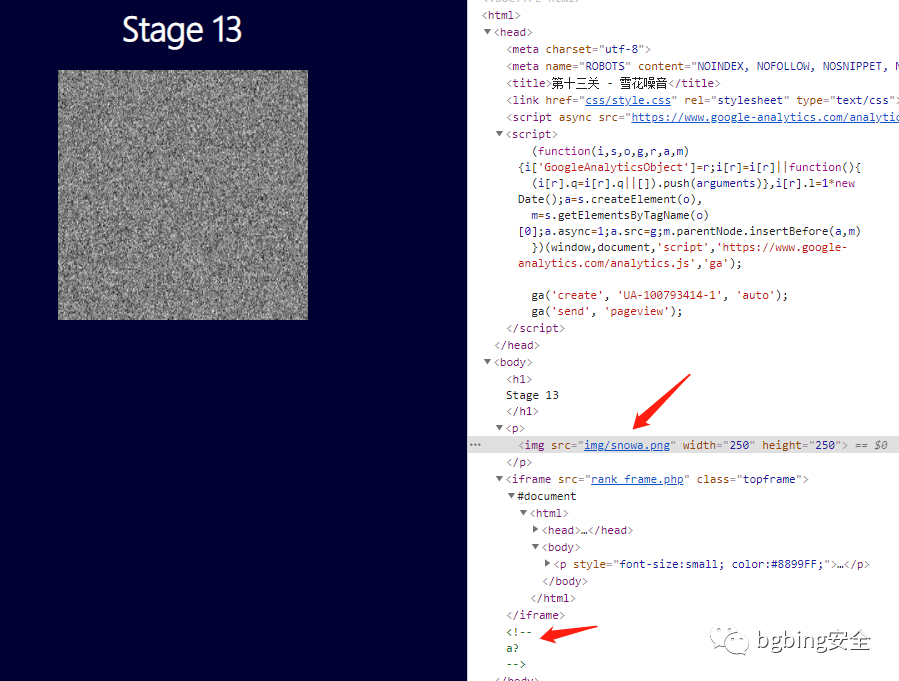 Stage 13
<html>
<head>
<meta charset="utf-8">
<meta name="ROBOTS" content="NOINDEX, NOFOLLOW, NOSNIPPET,
<title>第十三关 - 雪花噪音</title>
<link href="css/style.css" rel="stylesheet" type="text/css">
<script async src="https://www.google-analytics.com/analytic
<script>
(function(i,s,o,g,r,a,m)
{i['GoogleAnalyticsObject']=r;i[r]=i[r]||function(){
(i[r].q=i[r].q||[]).push(arguments)},i[r].l=1*new
Date();a=s.createElement(o),
m=s.getElementsByTagName(o)
[0];a.async=1;a.src=g;m.parentNode.insertBefore(a,m)
})(window,document,'script','https://www.google-
analytics.com/analytics.js','ga');
ga('create', 'UA-100793414-1', 'auto');
ga('send', 'pageview');
</script>
</head>
<body>
<h1>
Stage 13
</h1>
<p>
<img src="img/snowa.png" width="250" height="250"> == $0
</p>
<iframe src="rank_frame.php" class="topframe">
#document
<html>
<head>…</head>
<body>
<p style="font-size:small; color:#8899FF;">…</p>
</body>
</html>
</iframe>
<!--
a?
-->
bgbing安全